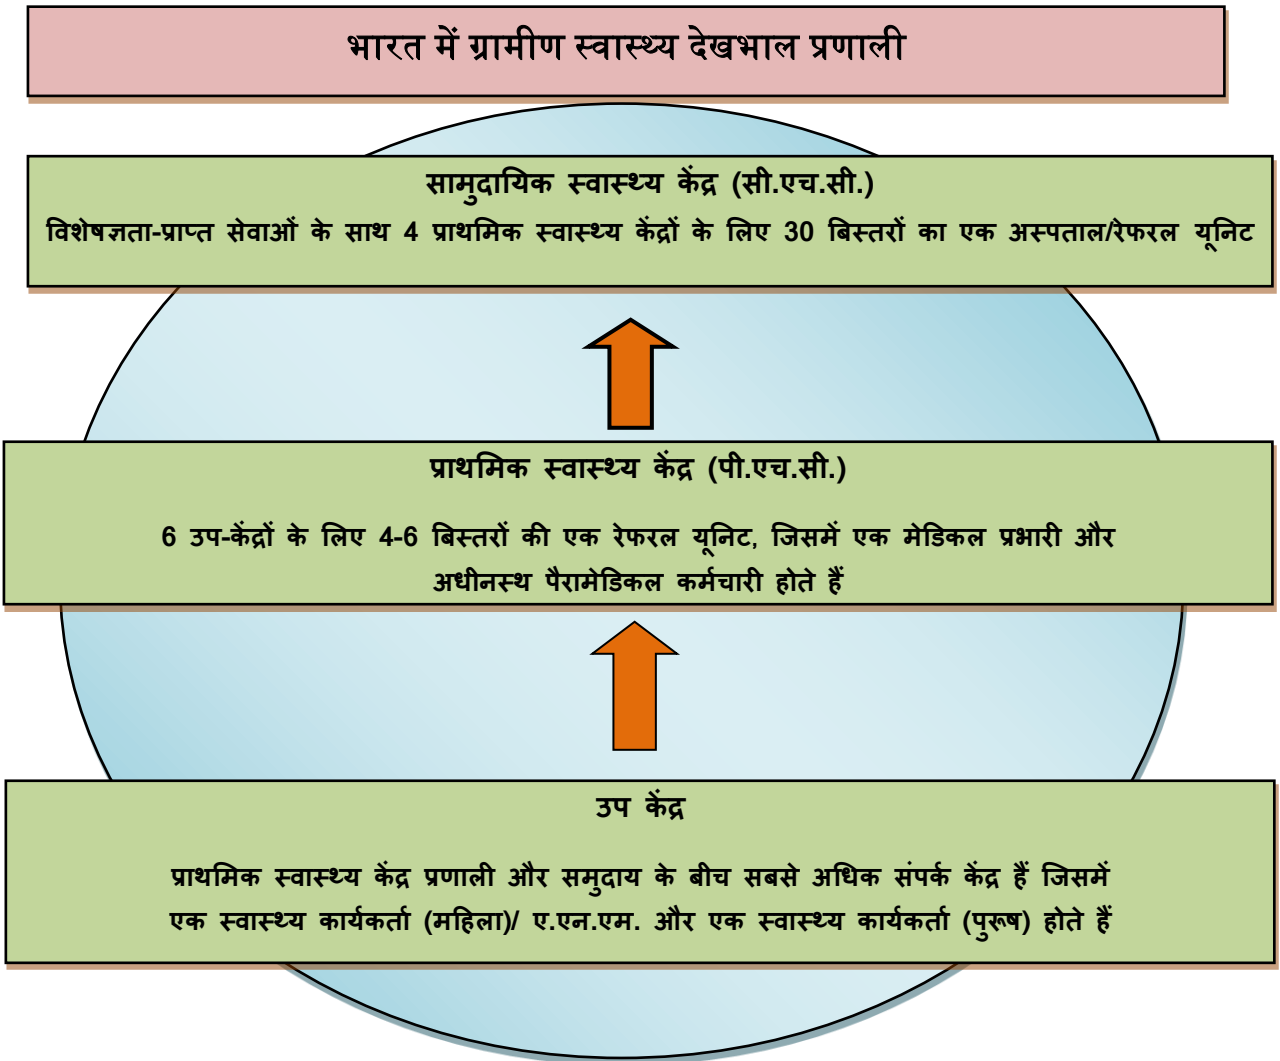 भारत में ग्रामीण स्वास्थ्य देखभाल प्रणाली
सामुदायिक स्वास्थ्य केंद्र (सी.एच.सी.)
विशेषज्ञता-प्राप्त सेवाओं के साथ 4 प्राथमिक स्वास्थ्य केंद्रों के लिए 30 बिस्तरों का एक अस्पताल/रेफरल यूनिट
प्राथमिक स्वास्थ्य केंद्र (पी.एच.सी.)
6 उप-केंद्रों के लिए 4-6 बिस्तरों की एक रेफरल यूनिट, जिसमें एक मेडिकल प्रभारी और
अधीनस्थ पैरामेडिकल कर्मचारी होते हैं
उप केंद्र
प्राथमिक स्वास्थ्य केंद्र प्रणाली और समुदाय के बीच सबसे अधिक संपर्क केंद्र हैं जिसमें
एक स्वास्थ्य कार्यकर्ता (महिला)/ ए.एन.एम. और एक स्वास्थ्य कार्यकर्ता (पुरूष) होते हैं